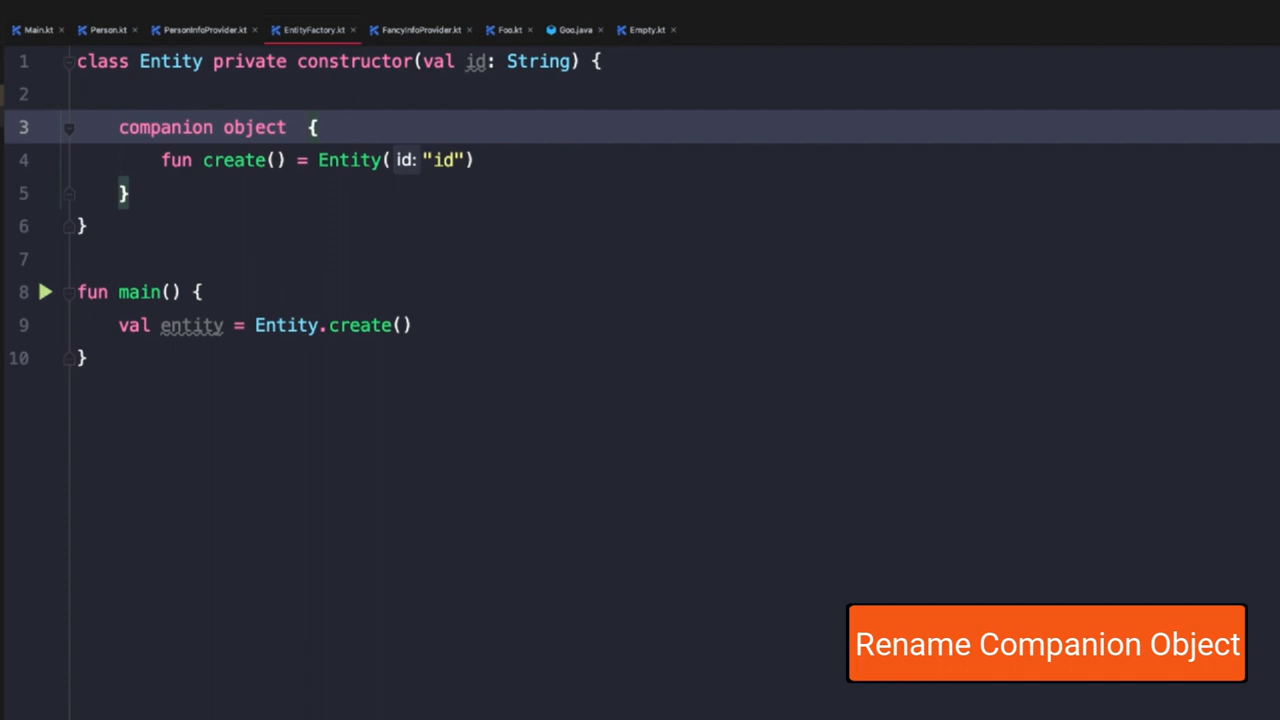 Main.kt Person.kt PersonInfoProvider.kt EntityFactory.kt FancyInfoProvider.kt Foo.kt Goo.java Empty.kt
1 class Entity private constructor(val id: String) {
2
3 companion object {
4 fun create() = Entity( id: "id")
5 }
6 }
7
8 fun main() {
9 val entity = Entity.create()
10 }
Rename Companion Object